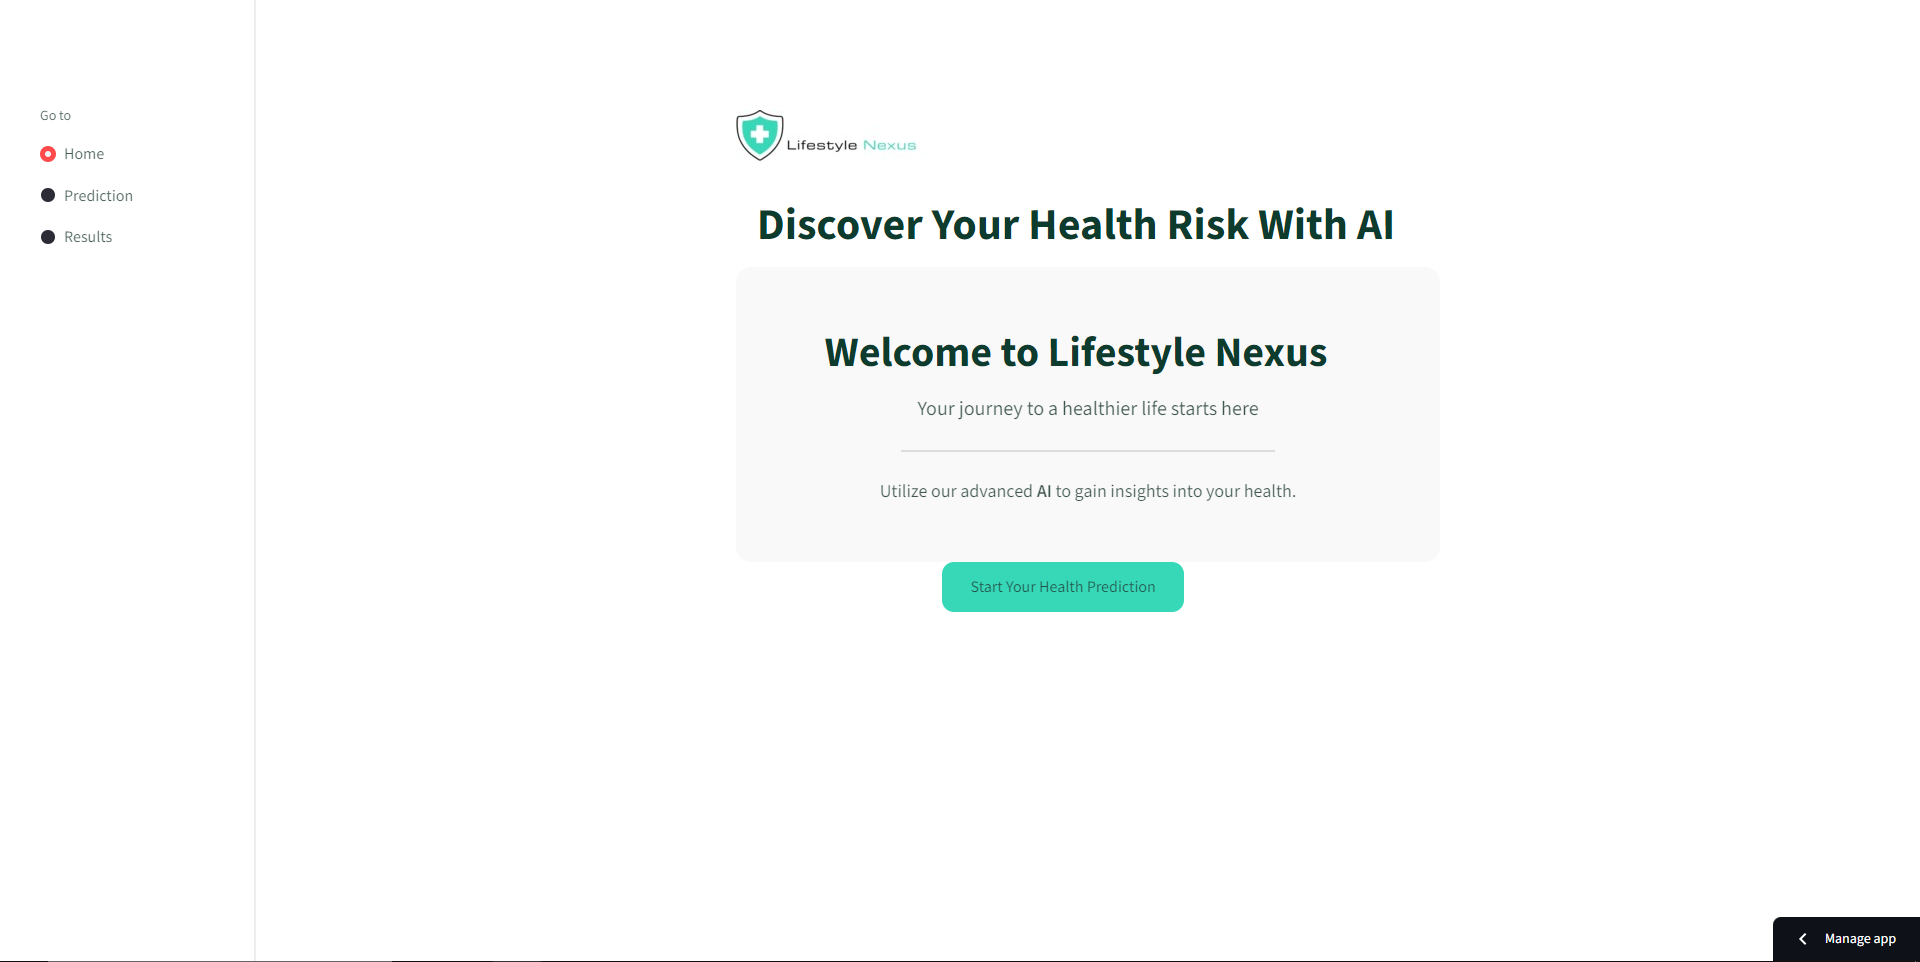 Go to
Home
Prediction
Results
Lifestyle Nexus
Discover Your Health Risk With AI
Welcome to Lifestyle Nexus
Your journey to a healthier life starts here
Utilize our advanced AI to gain insights into your health.
Start Your Health Prediction
Manage app